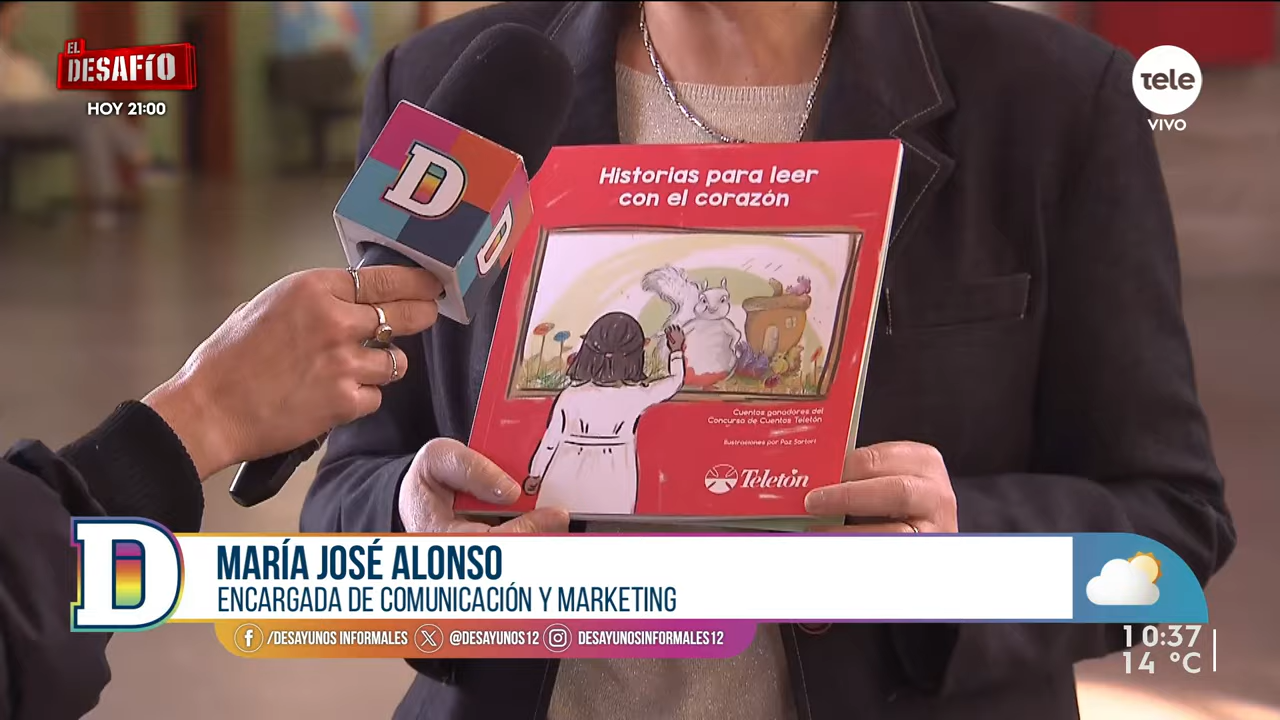 EL
DESAFÍO
HOY 21:00
tele
VIVO
D
D
Historias para leer
con el corazón
Cuentos ganadores del
Concurso de Cuentos Teletón
Ilustraciones por Paz Sartori
Teletón
D
MARÍA JOSÉ ALONSO
ENCARGADA DE COMUNICACIÓN Y MARKETING
/DESAYUNOS INFORMALES @DESAYUNOS12 DESAYUNOSINFORMALES12
10:37
14 °C